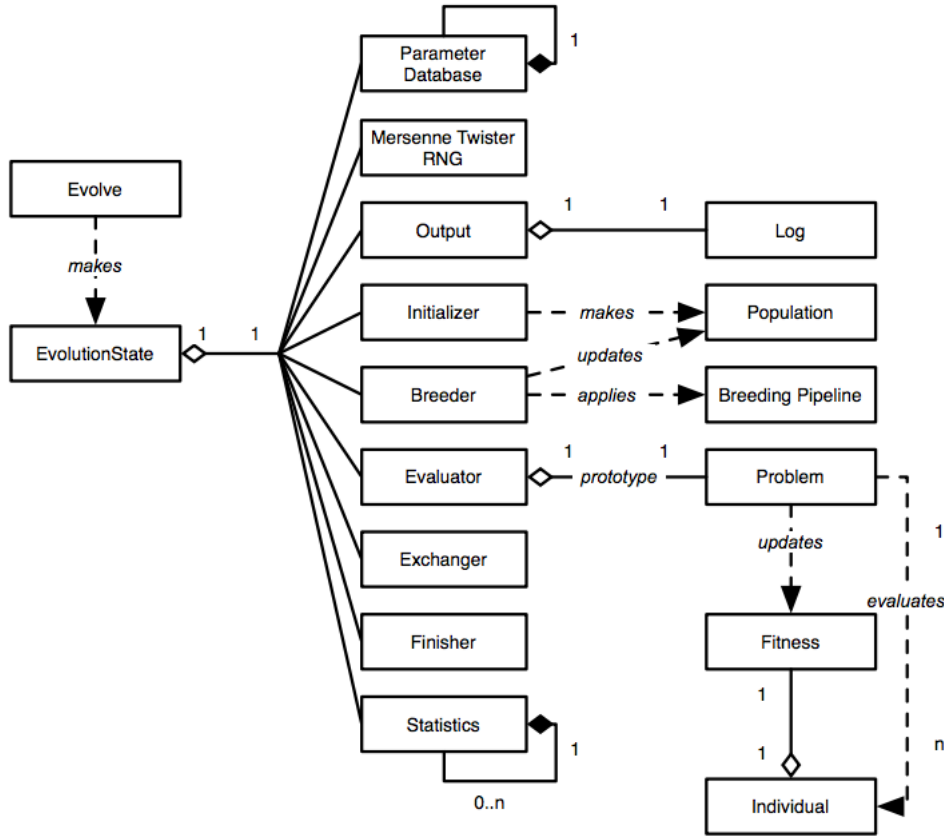 Parameter
Database
1
Mersenne Twister
RNG
Evolve
makes
EvolutionState
1
1
Output
1
1
Log
Initializer
makes
Population
updates
Breeder
applies
Breeding Pipeline
Evaluator
1
prototype
1
Problem
updates
1
evaluates
n
Exchanger
Finisher
Fitness
1
1
Statistics
1
0..n
Individual